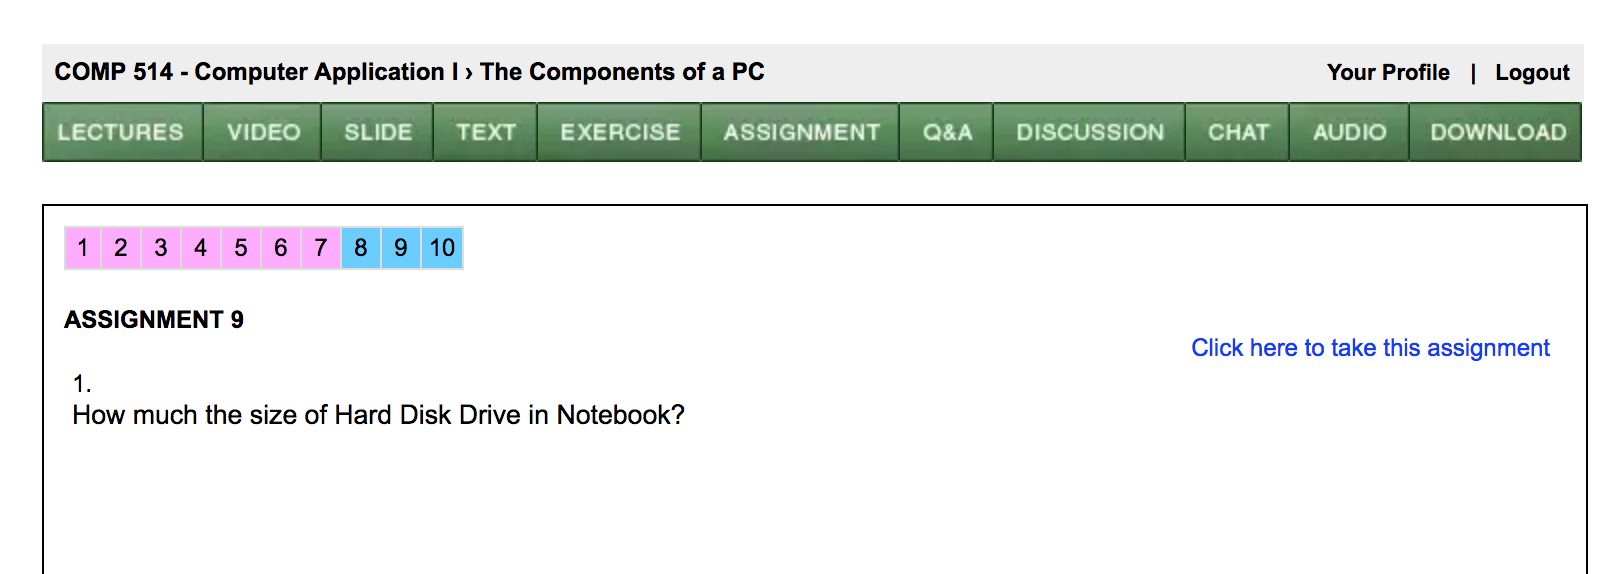 COMP 514 - Computer Application I › The Components of a PC
Your Profile | Logout
LECTURES VIDEO SLIDE TEXT EXERCISE ASSIGNMENT Q&A DISCUSSION CHAT AUDIO DOWNLOAD
1 2 3 4 5 6 7 8 9 10
ASSIGNMENT 9
Click here to take this assignment
1.
How much the size of Hard Disk Drive in Notebook?